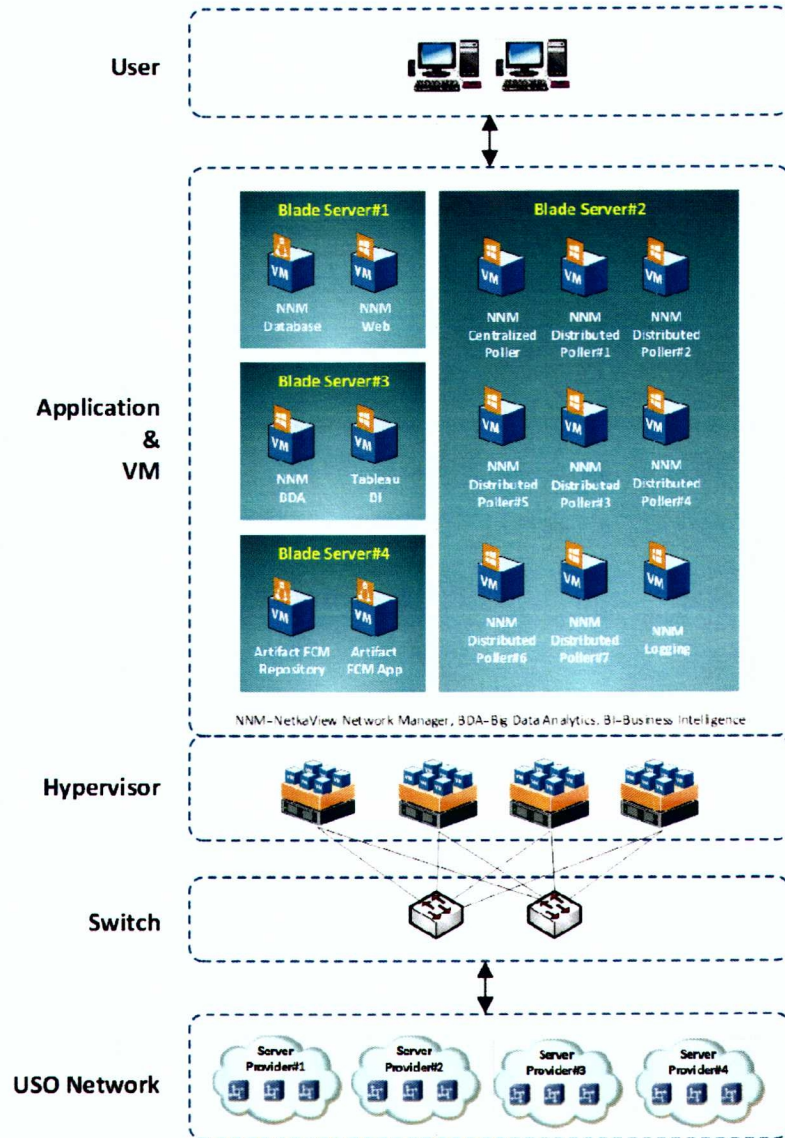 User
Application
&
VM
Blade Server#1
VM
VM
NNM
Database
NNM
Web
Blade Server#2
VM
VM
VM
NNM
Centralized
Poller
NNM
Distributed
Poller#1
NNM
Distributed
Poller#2
VM
VM
VM
NNM
Distributed
Poller#5
NNM
Distributed
Poller#3
NNM
Distributed
Poller#4
VM
VM
VM
NNM
Distributed
Poller#6
NNM
Distributed
Poller#7
NNM
Logging
Blade Server#3
VM
VM
NNM
BDA
Tableau
BI
Blade Server#4
VM
VM
Artifact ECM
Repository
Artifact
ECM App
NNM=NetkaView Network Manager, BDA=Big Data Analytics, BI=Business Intelligence
Hypervisor
Switch
USO Network
Server
Provider#1
Server
Provider#2
Server
Provider#3
Server
Provider#4